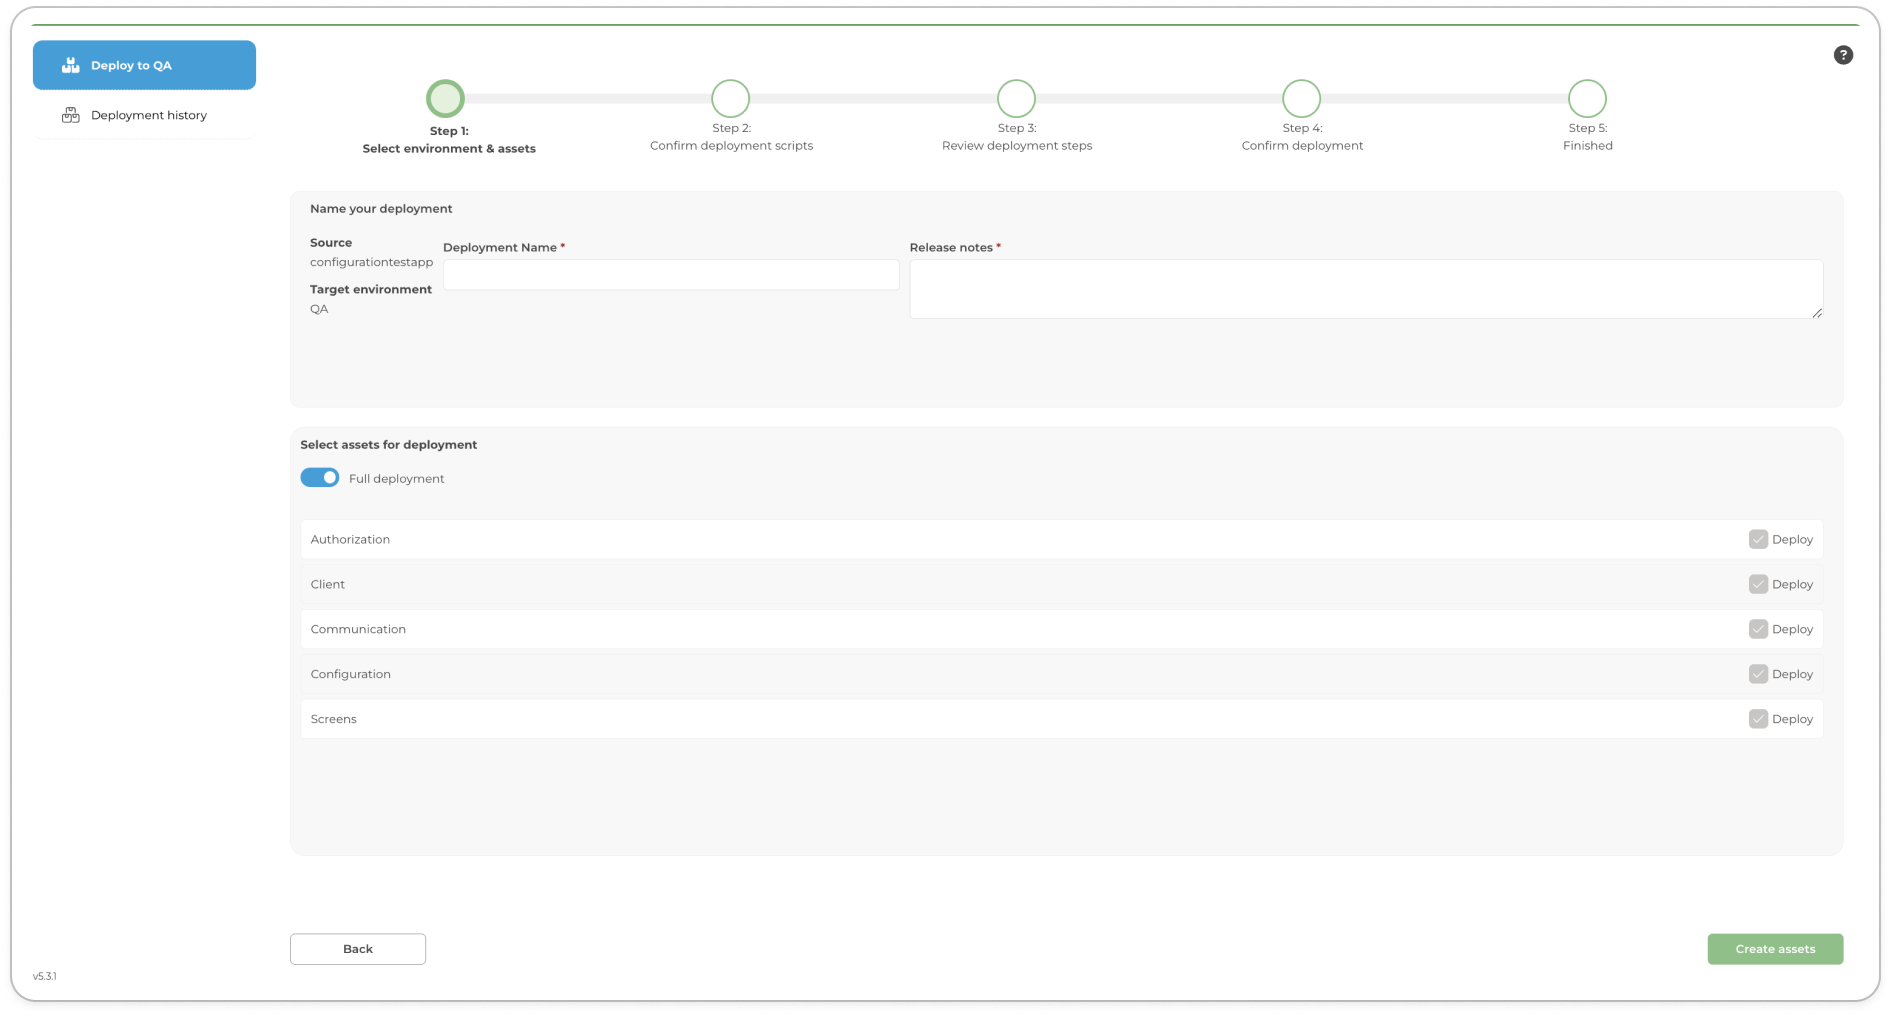 Deploy to QA
Deployment history
?
Step 1:
Select environment & assets
Step 2:
Confirm deployment scripts
Step 3:
Review deployment steps
Step 4:
Confirm deployment
Step 5:
Finished
Name your deployment
Source
configurationtestapp
Target environment
QA
Deployment Name *
Release notes *
Select assets for deployment
Full deployment
Authorization Deploy
Client Deploy
Communication Deploy
Configuration Deploy
Screens Deploy
Back
Create assets
v5.3.1